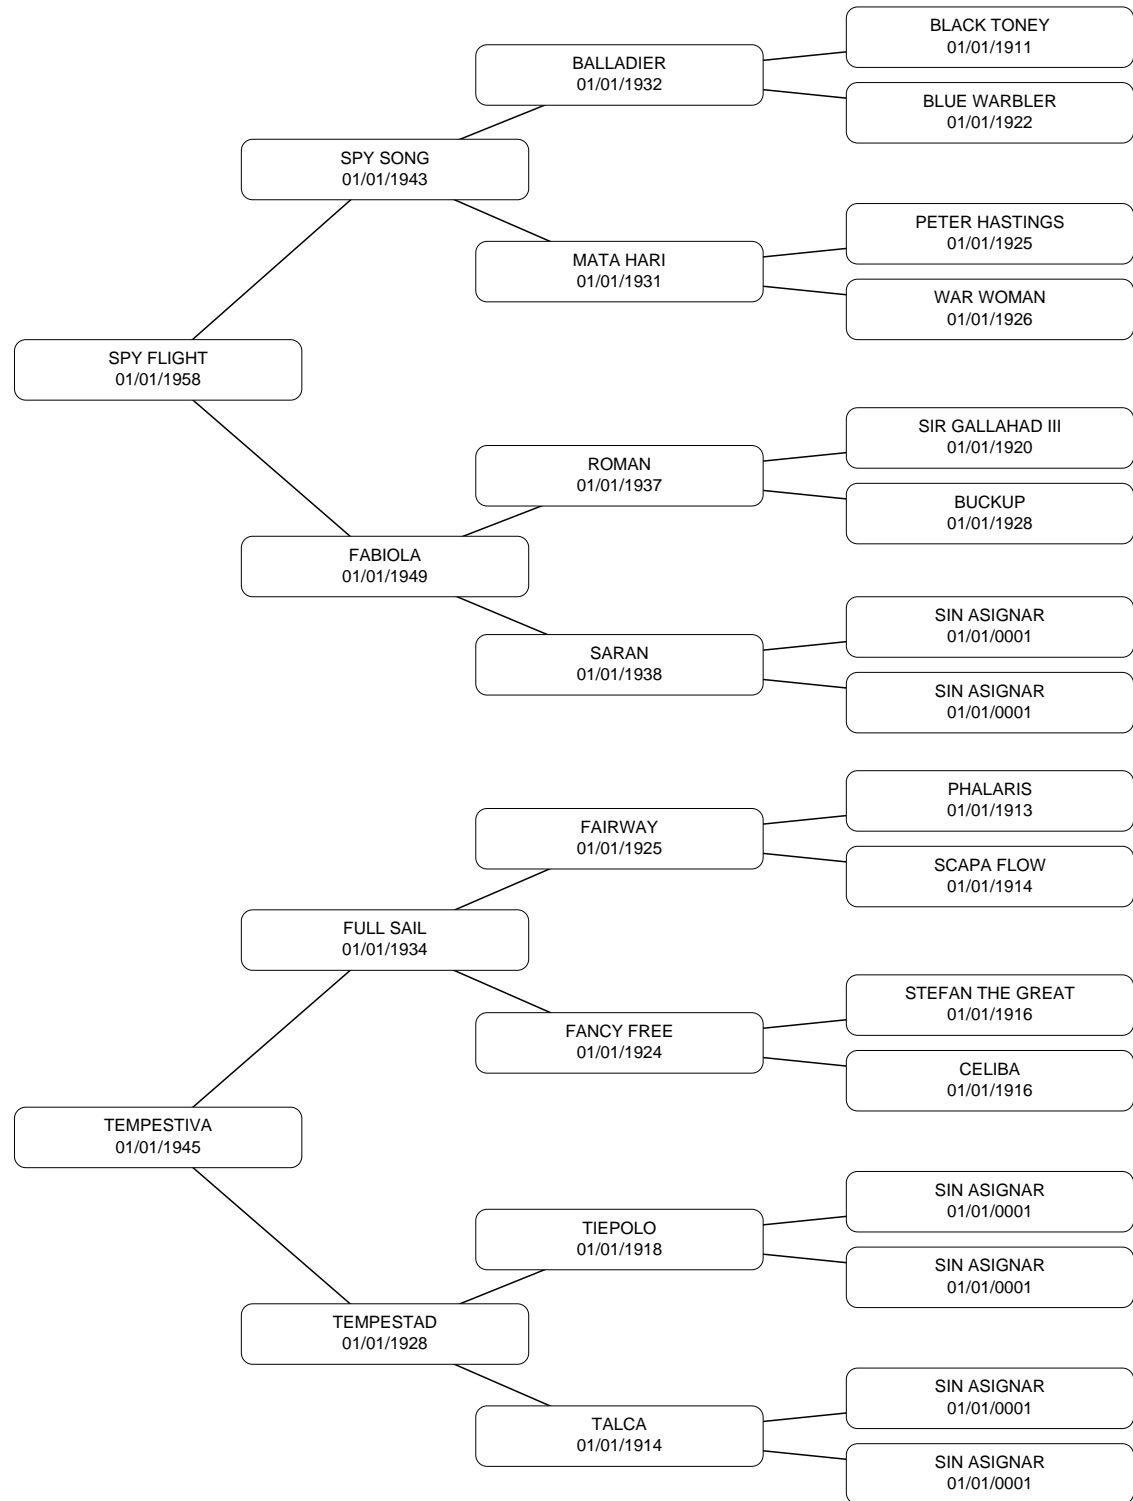 BLACK TONEY
01/01/1911
BALLADIER
01/01/1932
BLUE WARBLER
01/01/1922
SPY SONG
01/01/1943
PETER HASTINGS
01/01/1925
MATA HARI
01/01/1931
WAR WOMAN
01/01/1926
SPY FLIGHT
01/01/1958
SIR GALLAHAD III
01/01/1920
ROMAN
01/01/1937
BUCKUP
01/01/1928
FABIOLA
01/01/1949
SIN ASIGNAR
01/01/0001
SARAN
01/01/1938
SIN ASIGNAR
01/01/0001
PHALARIS
01/01/1913
FAIRWAY
01/01/1925
SCAPA FLOW
01/01/1914
FULL SAIL
01/01/1934
STEFAN THE GREAT
01/01/1916
FANCY FREE
01/01/1924
CELIBA
01/01/1916
TEMPESTIVA
01/01/1945
SIN ASIGNAR
01/01/0001
TIEPOLO
01/01/1918
SIN ASIGNAR
01/01/0001
TEMPESTAD
01/01/1928
SIN ASIGNAR
01/01/0001
TALCA
01/01/1914
SIN ASIGNAR
01/01/0001